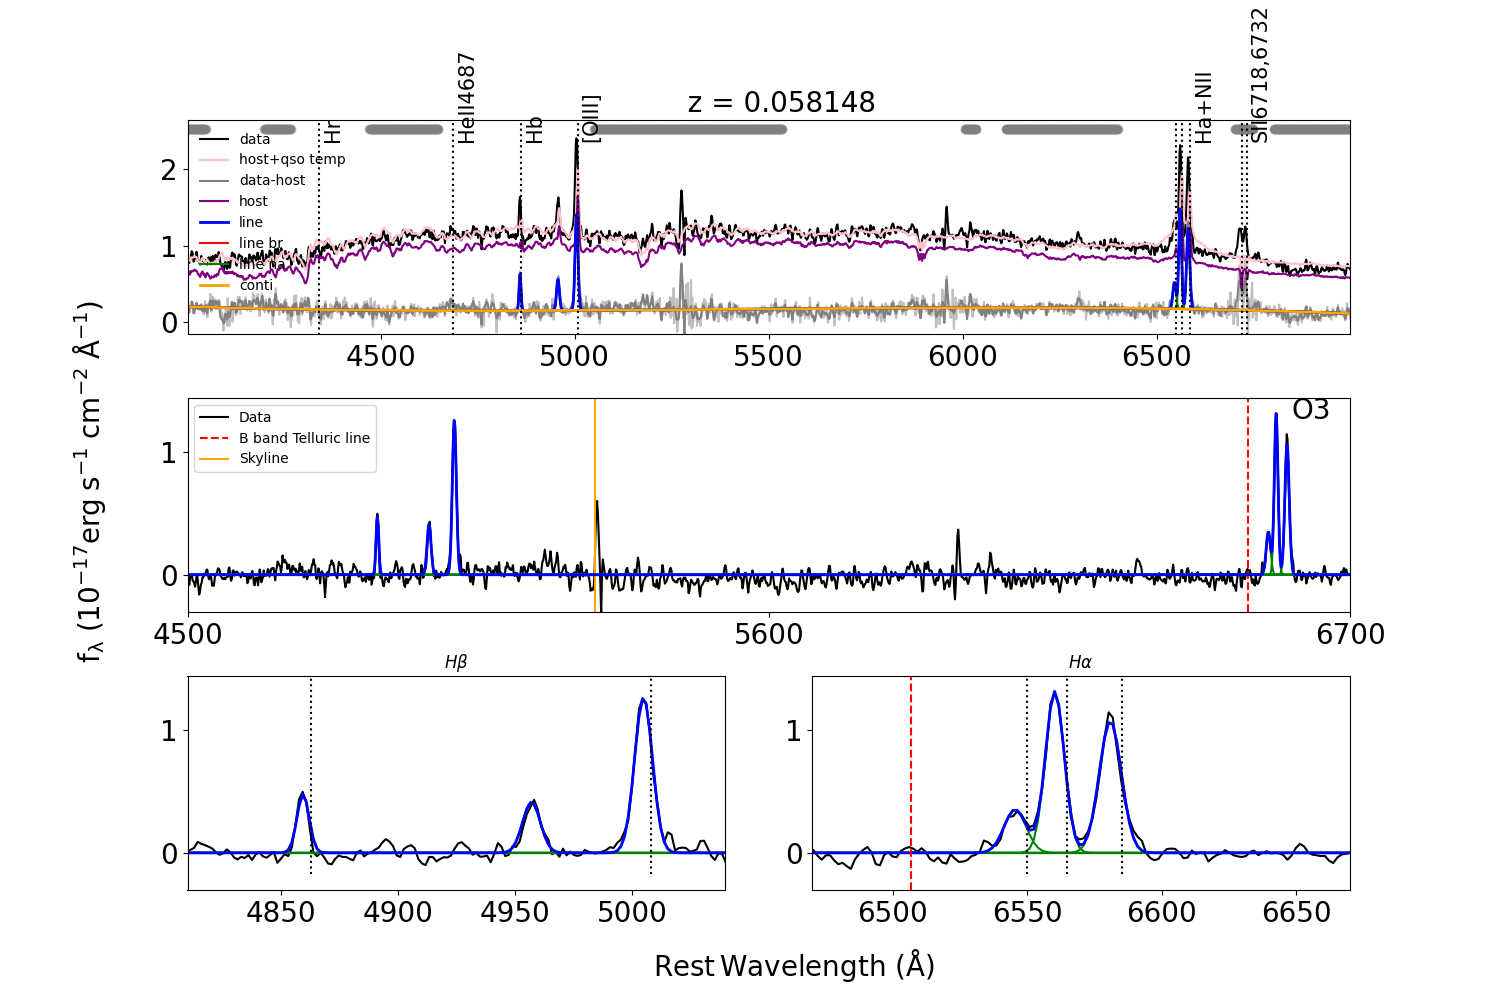 z = 0.058148
Hr
HeII4687
Hb
[OIII]
Ha+NII
SII6718,6732
data
host+qso temp
data-host
host
line
line br
line na
conti
2
1
0
4500 5000 5500 6000 6500
fλ (10−17erg s−1 cm−2 Å−1)
Data
B band Telluric line
Skyline
O3
1
0
4500 5600 6700
Hβ
1
0
4850 4900 4950 5000
Hα
1
0
6500 6550 6600 6650
Rest Wavelength (Å)